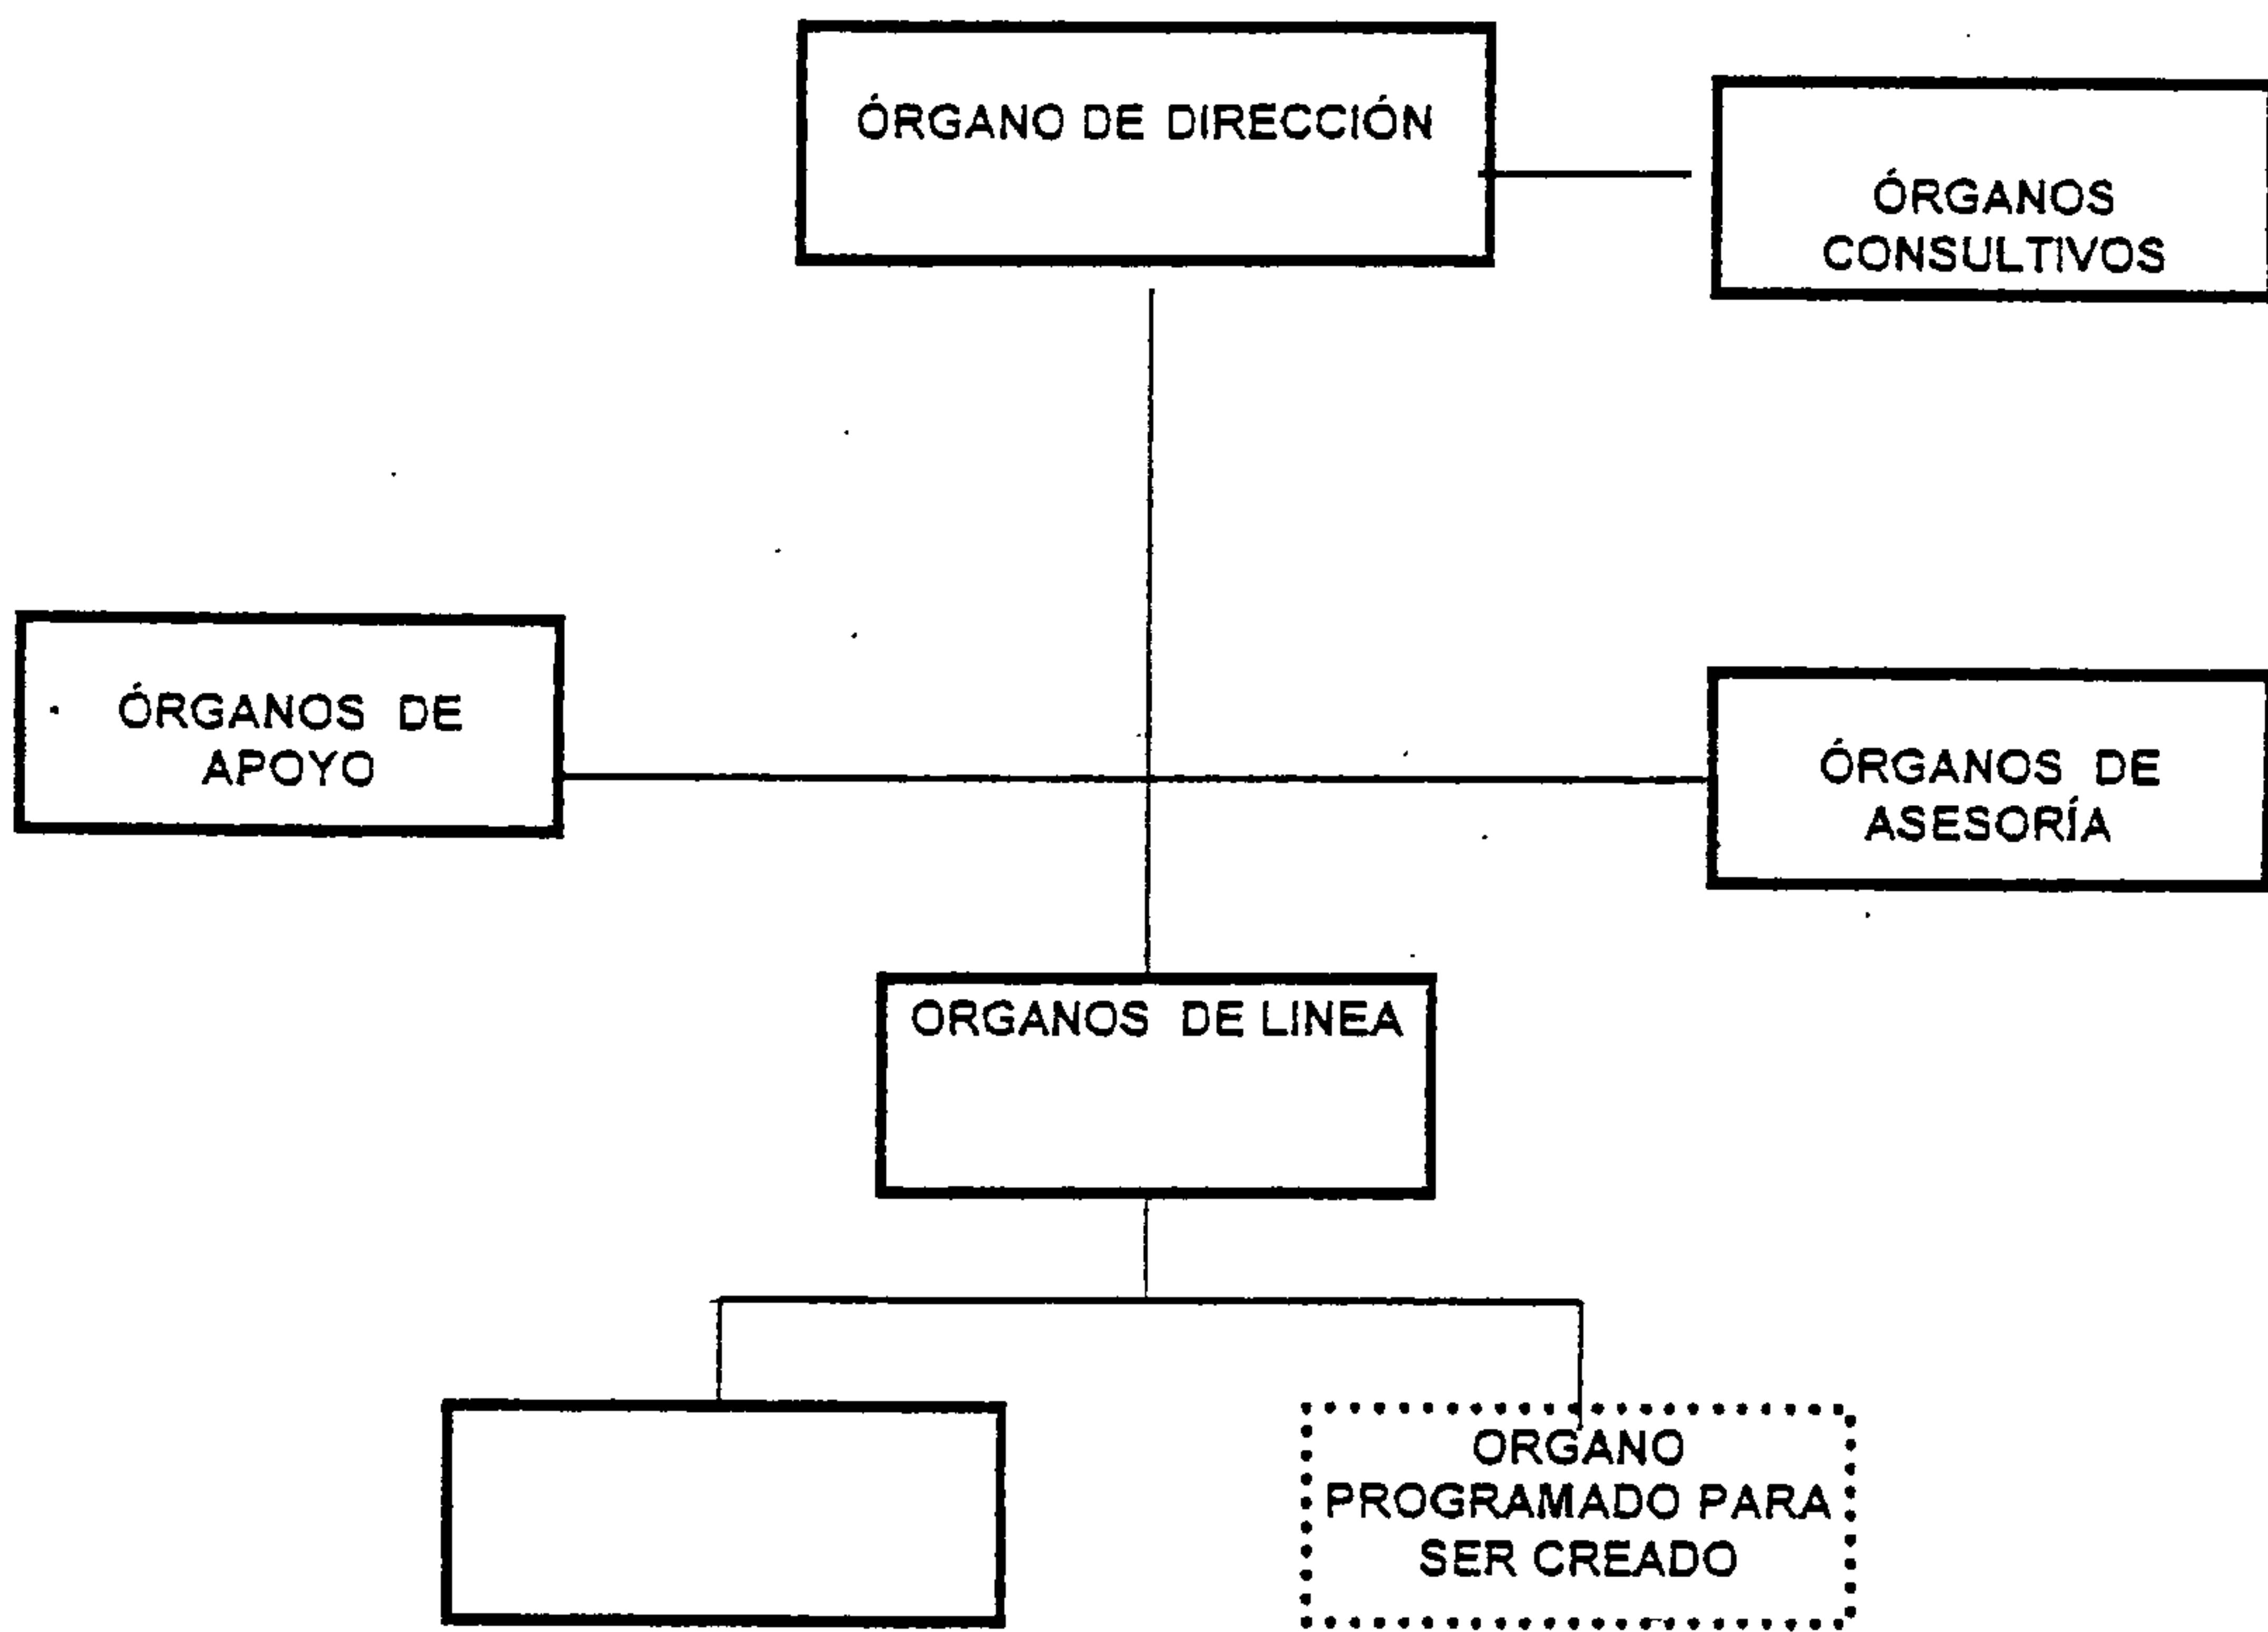 ÓRGANO DE DIRECCIÓN
ÓRGANOS
CONSULTIVOS
ÓRGANOS DE
APOYO
ÓRGANOS DE
ASESORÍA
ORGANOS DE LINEA
ORGANO
PROGRAMADO PARA
SER CREADO